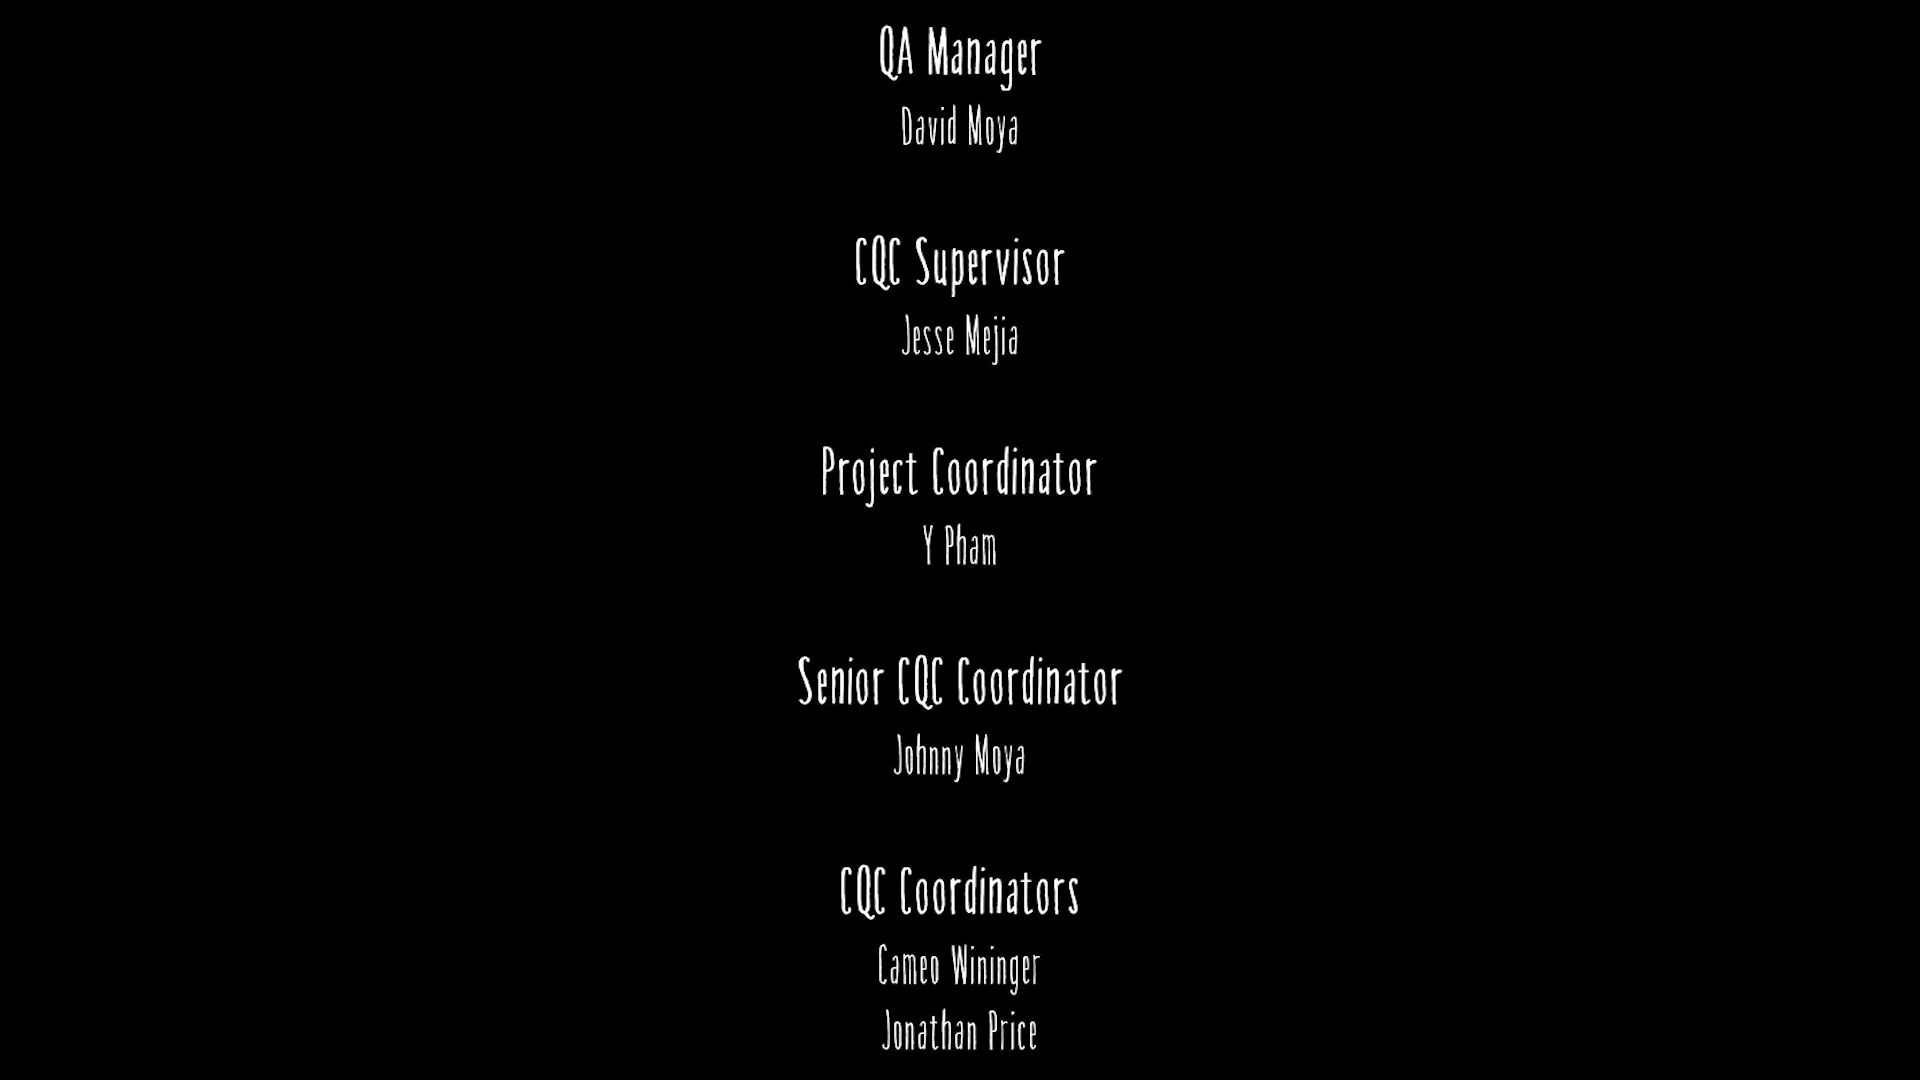 QA Manager
David Moya
CQC Supervisor
Jesse Mejia
Project Coordinator
Y Pham
Senior CQC Coordinator
Johnny Moya
CQC Coordinators
Cameo Wininger
Jonathan Price